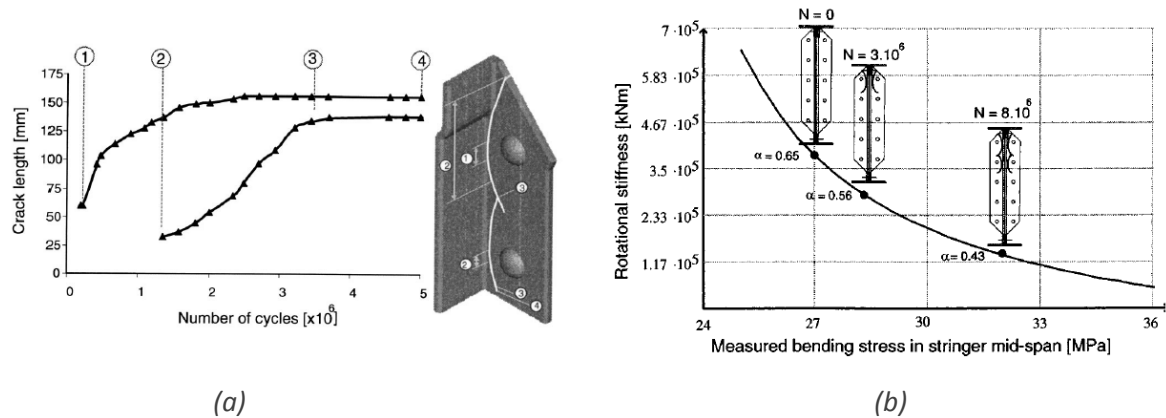 1
2
3
4
175
150
125
100
75
50
25
0
Crack length [mm]
0
1
2
3
4
5
Number of cycles [x10⁶]
1
2
3
2
3
4
(a)
N = 0
N = 3.10⁶
N = 8.10⁶
7 ·10⁵
5.83 ·10⁵
4.67 ·10⁵
3.5 ·10⁵
2.33 ·10⁵
1.17 ·10⁵
Rotational stiffness [kNm]
α = 0.65
α = 0.56
α = 0.43
24
27
30
33
36
Measured bending stress in stringer mid-span [MPa]
(b)